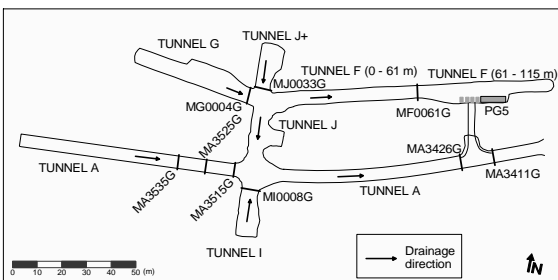 TUNNEL J+
TUNNEL G
TUNNEL F (0 - 61 m)
TUNNEL F (61 - 115 m)
MJ0033G
MG0004G
MF0061G
PG5
MA3525G
TUNNEL J
TUNNEL A
MA3426G
MA3411G
MA3535G
MA3515G
MI0008G
TUNNEL A
TUNNEL I
0 10 20 30 40 50 (m)
Drainage
direction
N